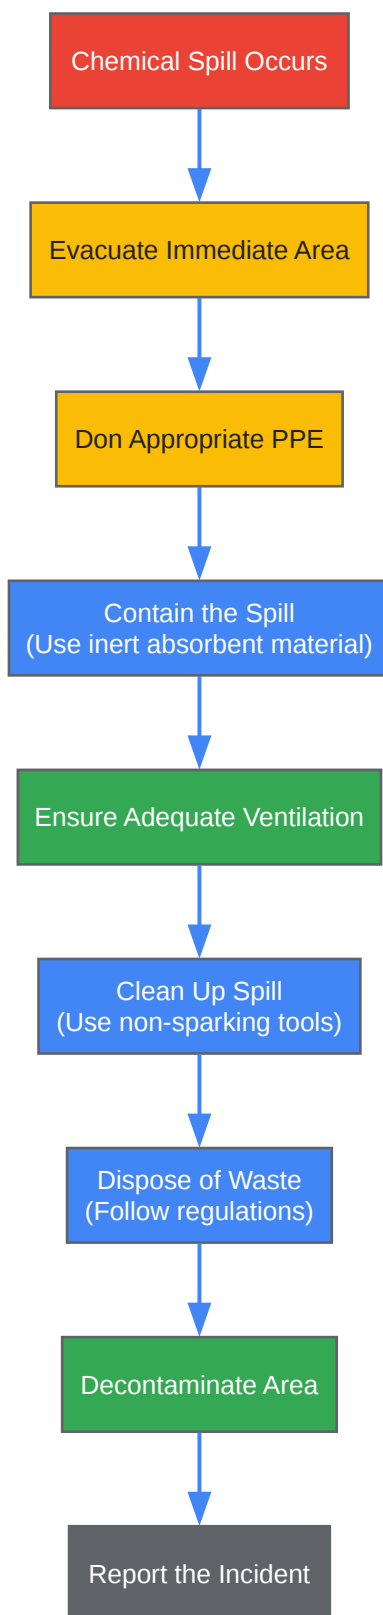 Chemical Spill Occurs
Evacuate Immediate Area
Don Appropriate PPE
Contain the Spill
(Use inert absorbent material)
Ensure Adequate Ventilation
Clean Up Spill
(Use non-sparking tools)
Dispose of Waste
(Follow regulations)
Decontaminate Area
Report the Incident